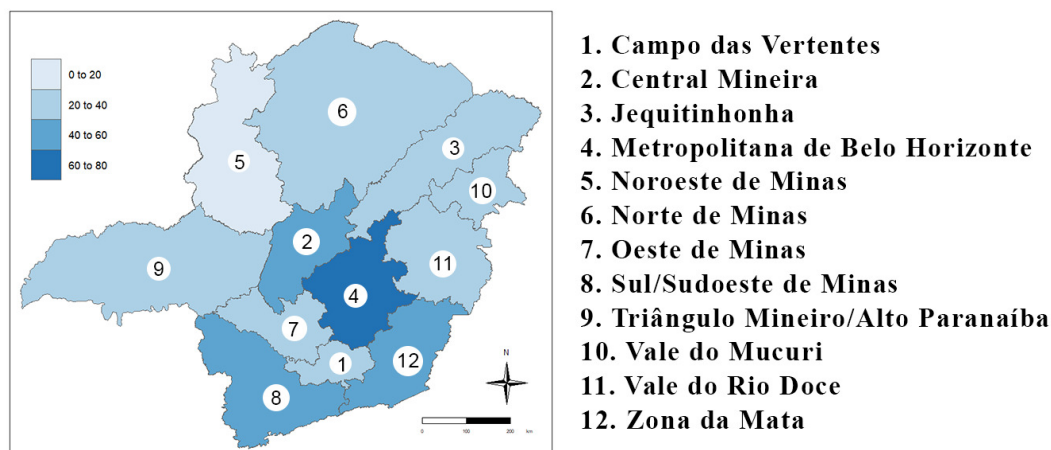 0 to 20
20 to 40
40 to 60
60 to 80
6
3
5
10
2
11
9
4
7
12
1
8
N
0 100 200 km
1. Campo das Vertentes
2. Central Mineira
3. Jequitinhonha
4. Metropolitana de Belo Horizonte
5. Noroeste de Minas
6. Norte de Minas
7. Oeste de Minas
8. Sul/Sudoeste de Minas
9. Triângulo Mineiro/Alto Paranaíba
10. Vale do Mucuri
11. Vale do Rio Doce
12. Zona da Mata